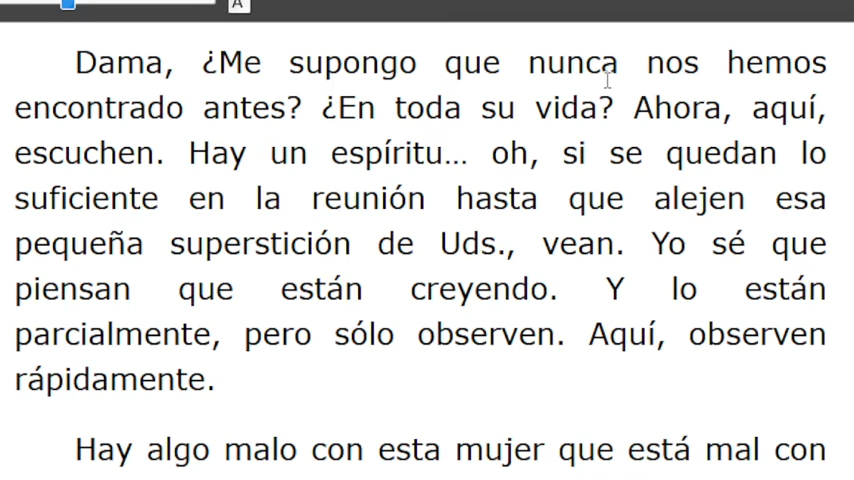 A
Dama, ¿Me supongo que nunca nos hemos
encontrado antes? ¿En toda su vida? Ahora, aquí,
escuchen. Hay un espíritu... oh, si se quedan lo
suficiente en la reunión hasta que alejen esa
pequeña superstición de Uds., vean. Yo sé que
piensan que están creyendo. Y lo están
parcialmente, pero sólo observen. Aquí, observen
rápidamente.
Hay algo malo con esta mujer que está mal con